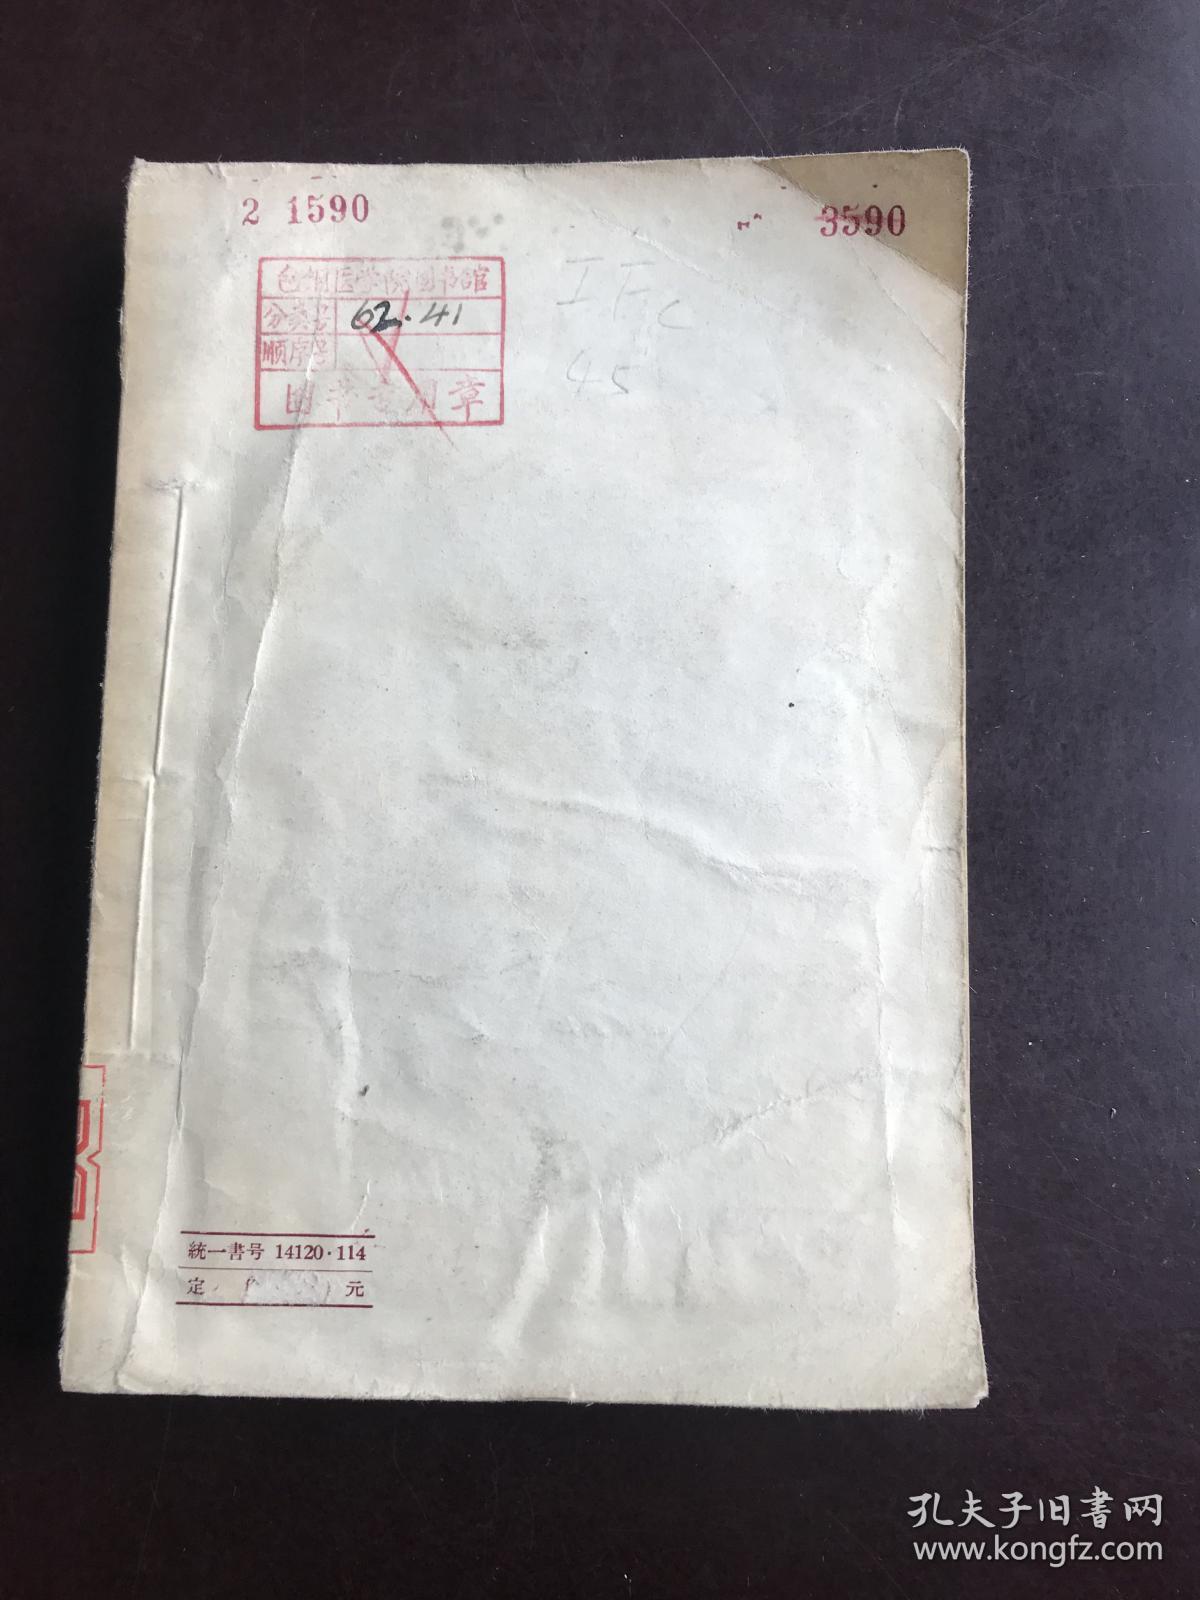 2 1590
3590
包钢医学院图书馆
分类号 62.41
顺序号
图书专用章
45
統一書号 14120·114
定 元
孔夫子旧书网
www.kongfz.com